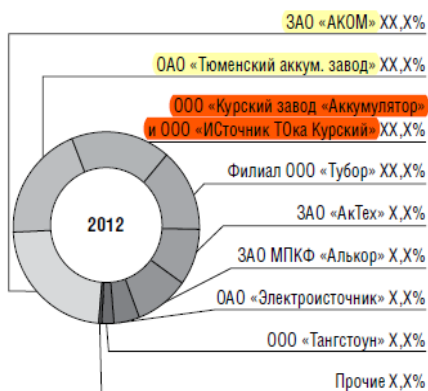 ЗАО «АКОМ» XX,X%
ОАО «Тюменский аккум. завод» XX,X%
ООО «Курский завод «Аккумулятор»
и ООО «ИСточник ТОка Курский» XX,X%
Филиал ООО «Тубор» XX,X%
ЗАО «АкТех» X,X%
ЗАО МПКФ «Алькор» X,X%
ОАО «Электроисточник» X,X%
ООО «Тангстоун» X,X%
Прочие X,X%
2012